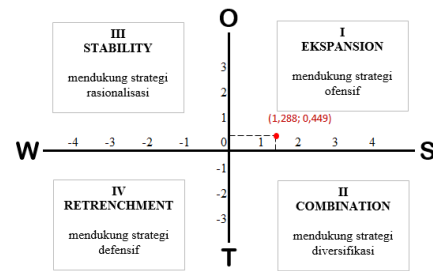 O
III
STABILITY
mendukung strategi
rasionalisasi
I
EKSPANSION
mendukung strategi
ofensif
3
2
1
(1,288; 0,449)
W -4 -3 -2 -1 0 1 2 3 4 S
-1
-2
-3
IV
RETRENCHMENT
mendukung strategi
defensif
II
COMBINATION
mendukung strategi
diversifikasi
T